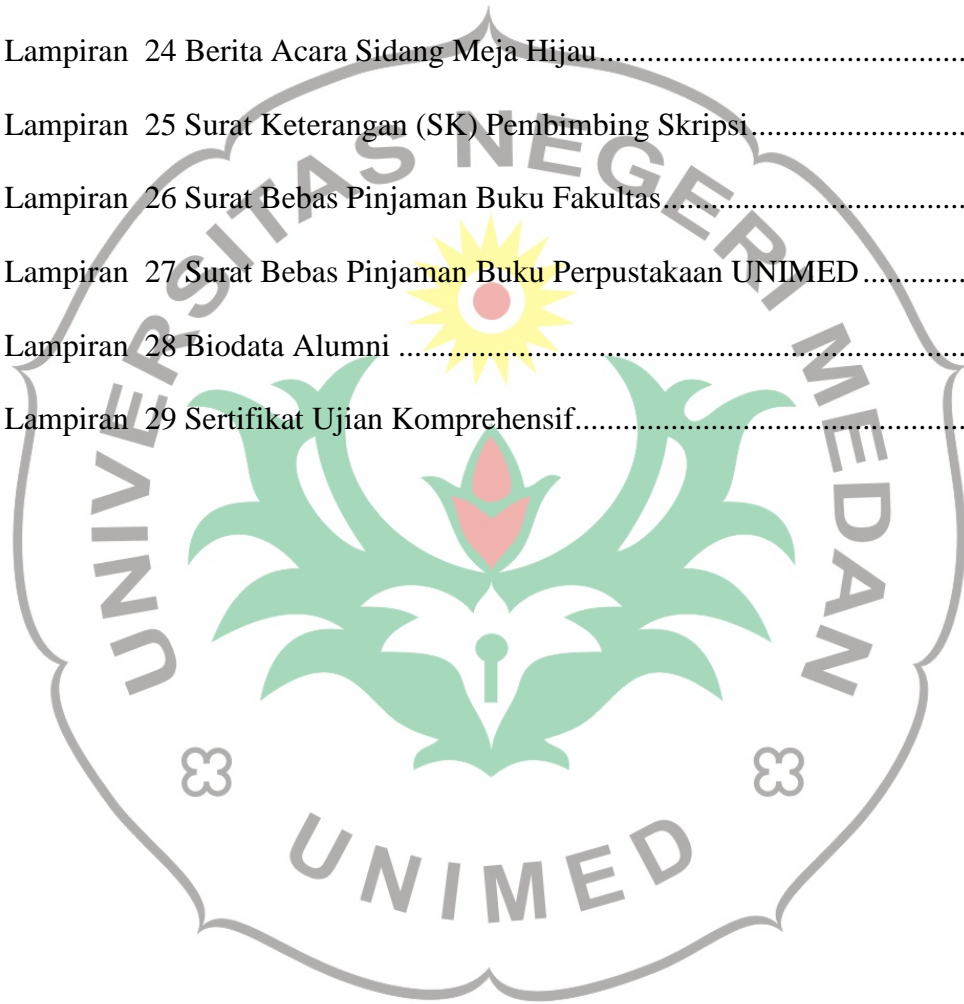 Lampiran  24 Berita Acara Sidang Meja Hijau.............................................
Lampiran  25 Surat Keterangan (SK) Pembimbing Skripsi..........................
Lampiran  26 Surat Bebas Pinjaman Buku Fakultas.....................................
Lampiran  27 Surat Bebas Pinjaman Buku Perpustakaan UNIMED.............
Lampiran  28 Biodata Alumni ......................................................................
Lampiran  29 Sertifikat Ujian Komprehensif................................................
UNIVERSITAS NEGERI MEDAN
UNIMED